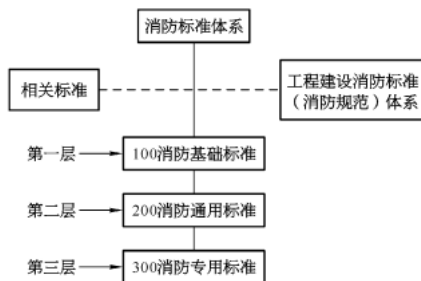 消防标准体系
相关标准
工程建设消防标准
（消防规范）体系
第一层
100消防基础标准
第二层
200消防通用标准
第三层
300消防专用标准